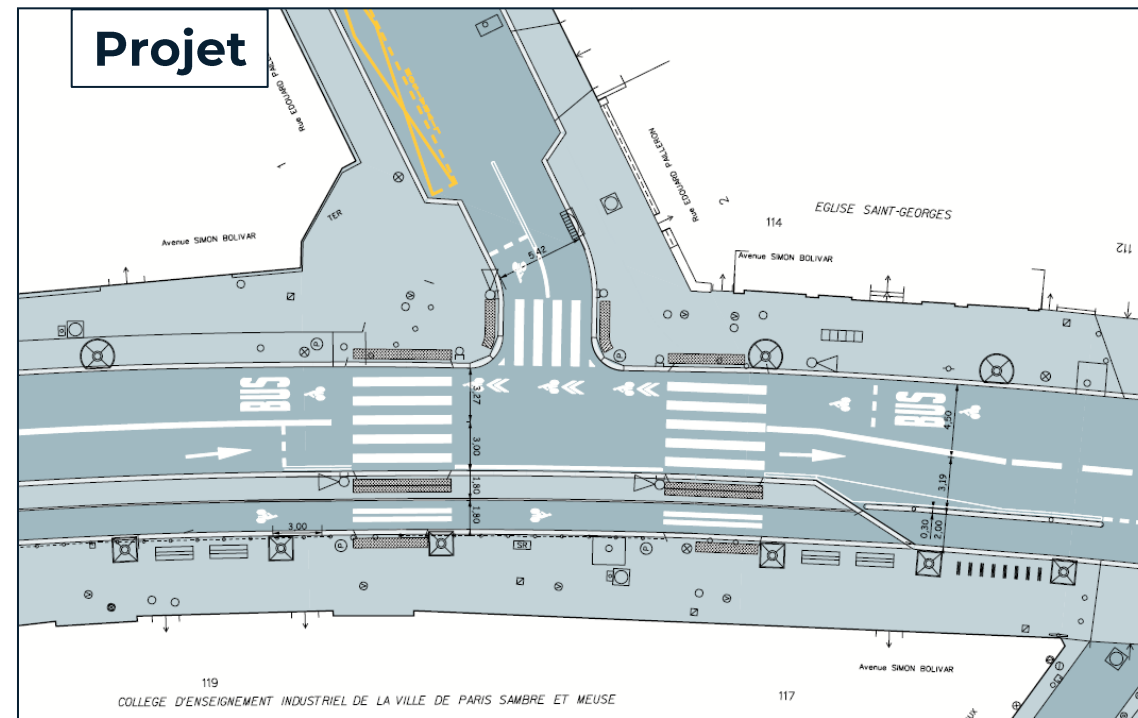 Projet
Rue EDOUARD PAILLERON
1
TER
Avenue SIMON BOLIVAR
Rue EDOUARD PAILLERON
2
114
EGLISE SAINT-GEORGES
112
Avenue SIMON BOLIVAR
5,42
P
P
BUS
BUS
3,27
3,00
1,80
1,80
4,50
3,19
0,30
2,00
3,00
P
SR
P
119
COLLEGE D'ENSEIGNEMENT INDUSTRIEL DE LA VILLE DE PARIS SAMBRE ET MEUSE
117
Avenue SIMON BOLIVAR